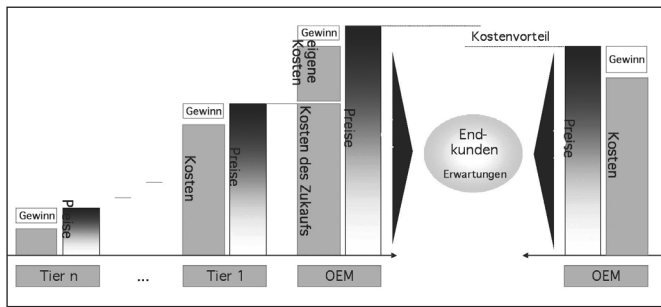 Gewinn
eigene
Kosten
Kostenvorteil
Gewinn
Gewinn
Kosten
Preise
Kosten des Zukaufs
Preise
End-
kunden
Erwartungen
Preise
Kosten
Gewinn
Preise
Tier n
...
Tier 1
OEM
OEM